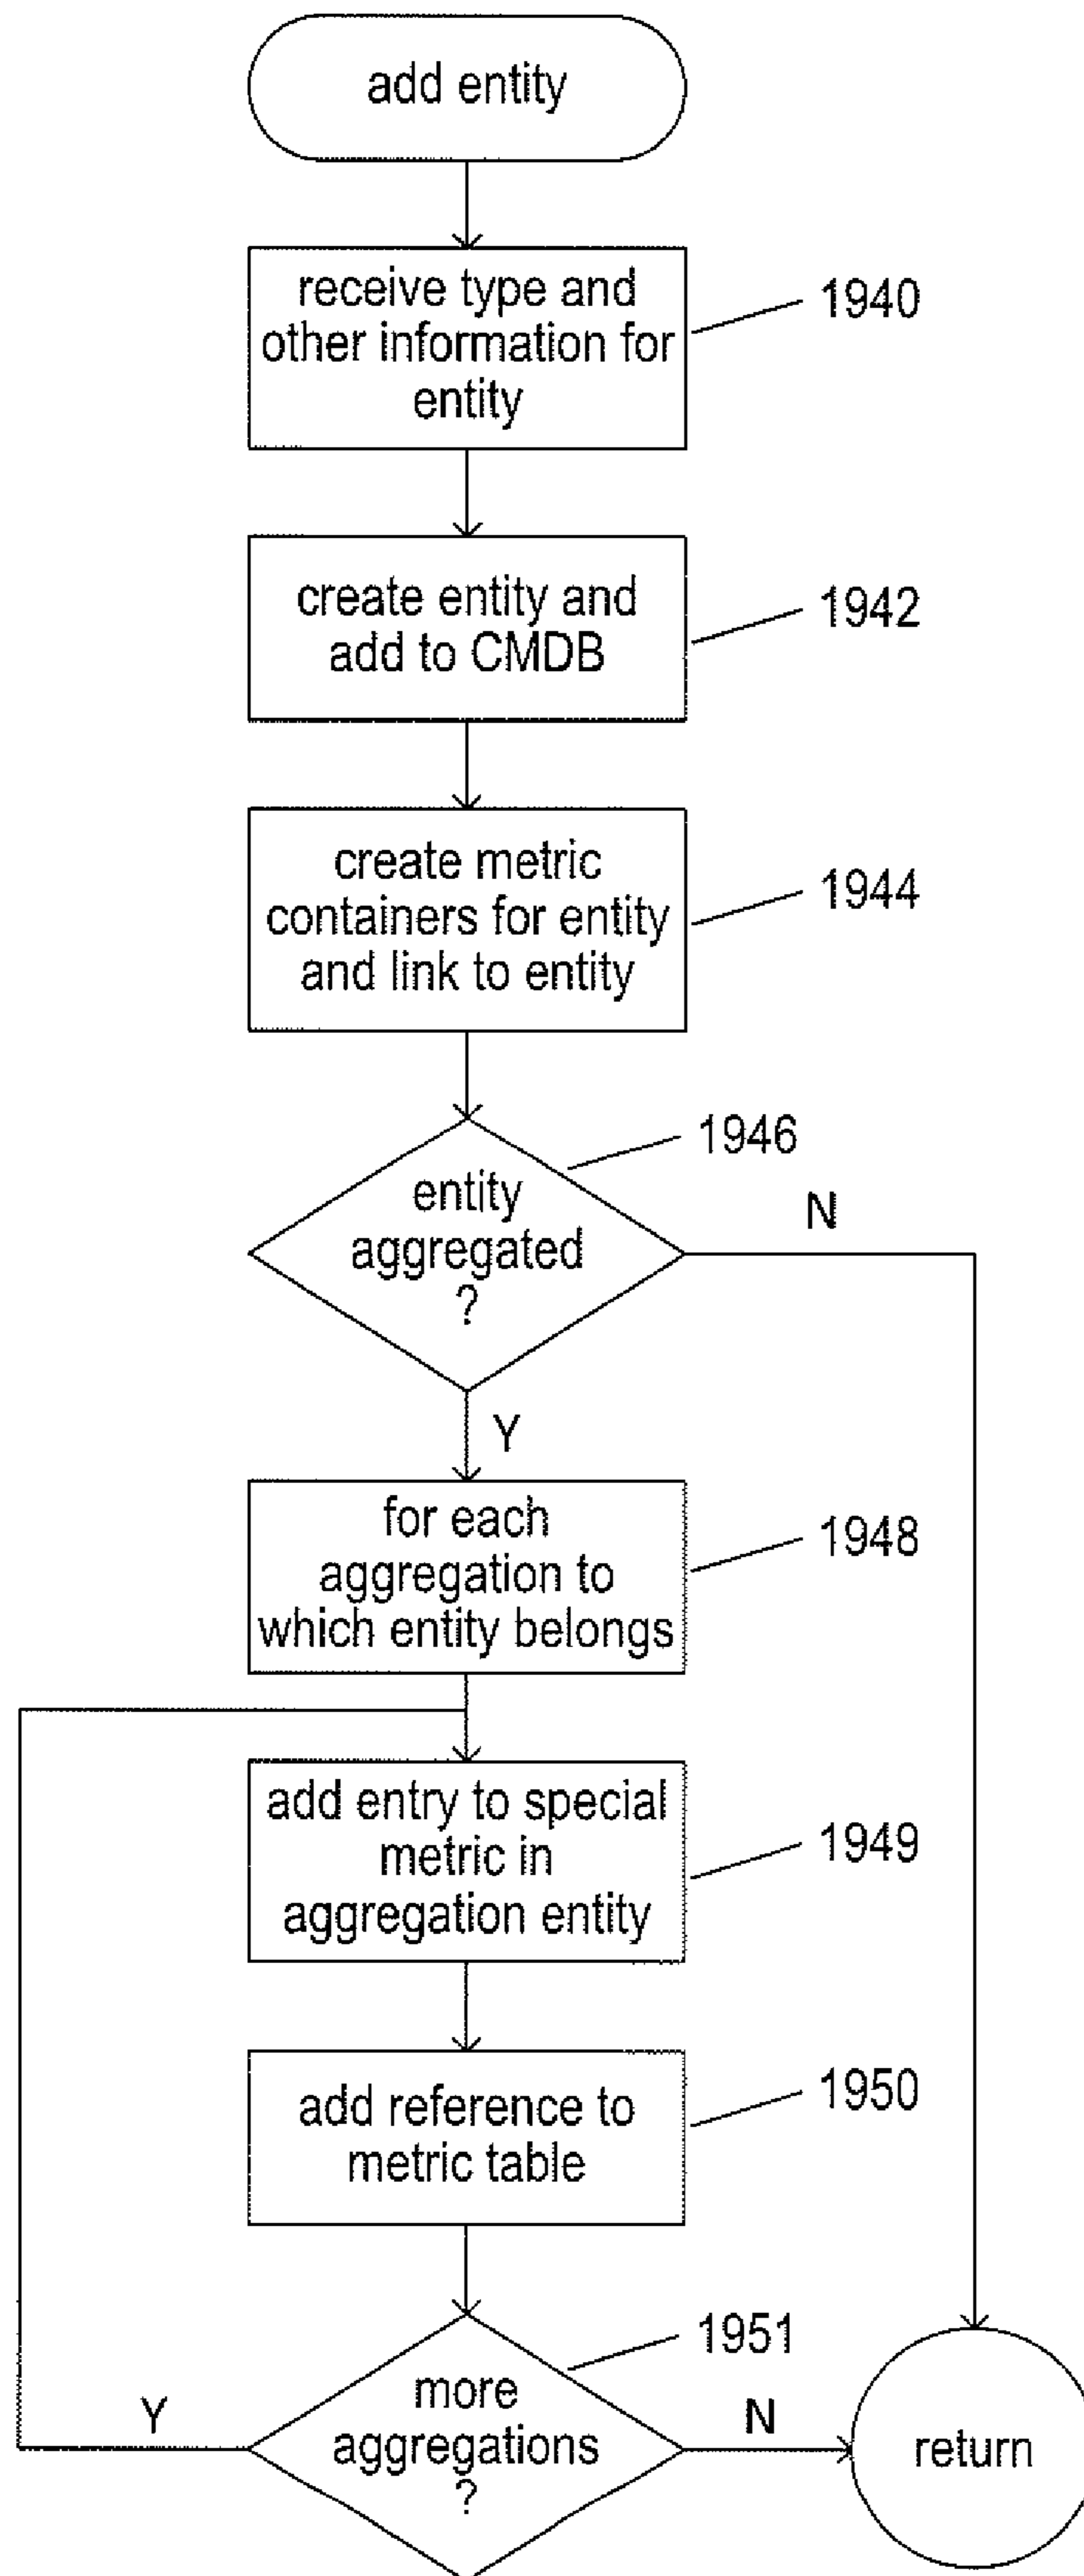 add entity
receive type and
other information for
entity
1940
create entity and
add to CMDB
1942
create metric
containers for entity
and link to entity
1944
1946
entity
aggregated
?
N
Y
for each
aggregation to
which entity belongs
1948
add entry to special
metric in
aggregation entity
1949
add reference to
metric table
1950
1951
more
aggregations
?
Y
N
return